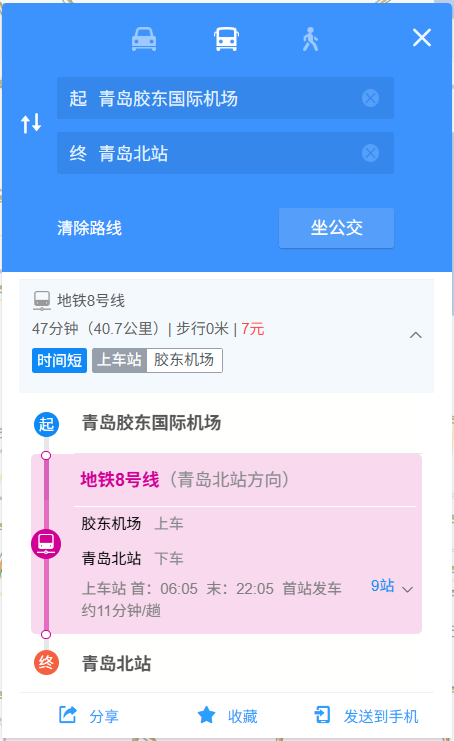 起 青岛胶东国际机场
终 青岛北站
清除路线 坐公交
地铁8号线
47分钟（40.7公里）| 步行0米 | 7元
时间短 上车站 胶东机场
起 青岛胶东国际机场
地铁8号线（青岛北站方向）
胶东机场 上车
青岛北站 下车
上车站 首：06:05 末：22:05 首站发车 9站
约11分钟/趟
终 青岛北站
分享 收藏 发送到手机